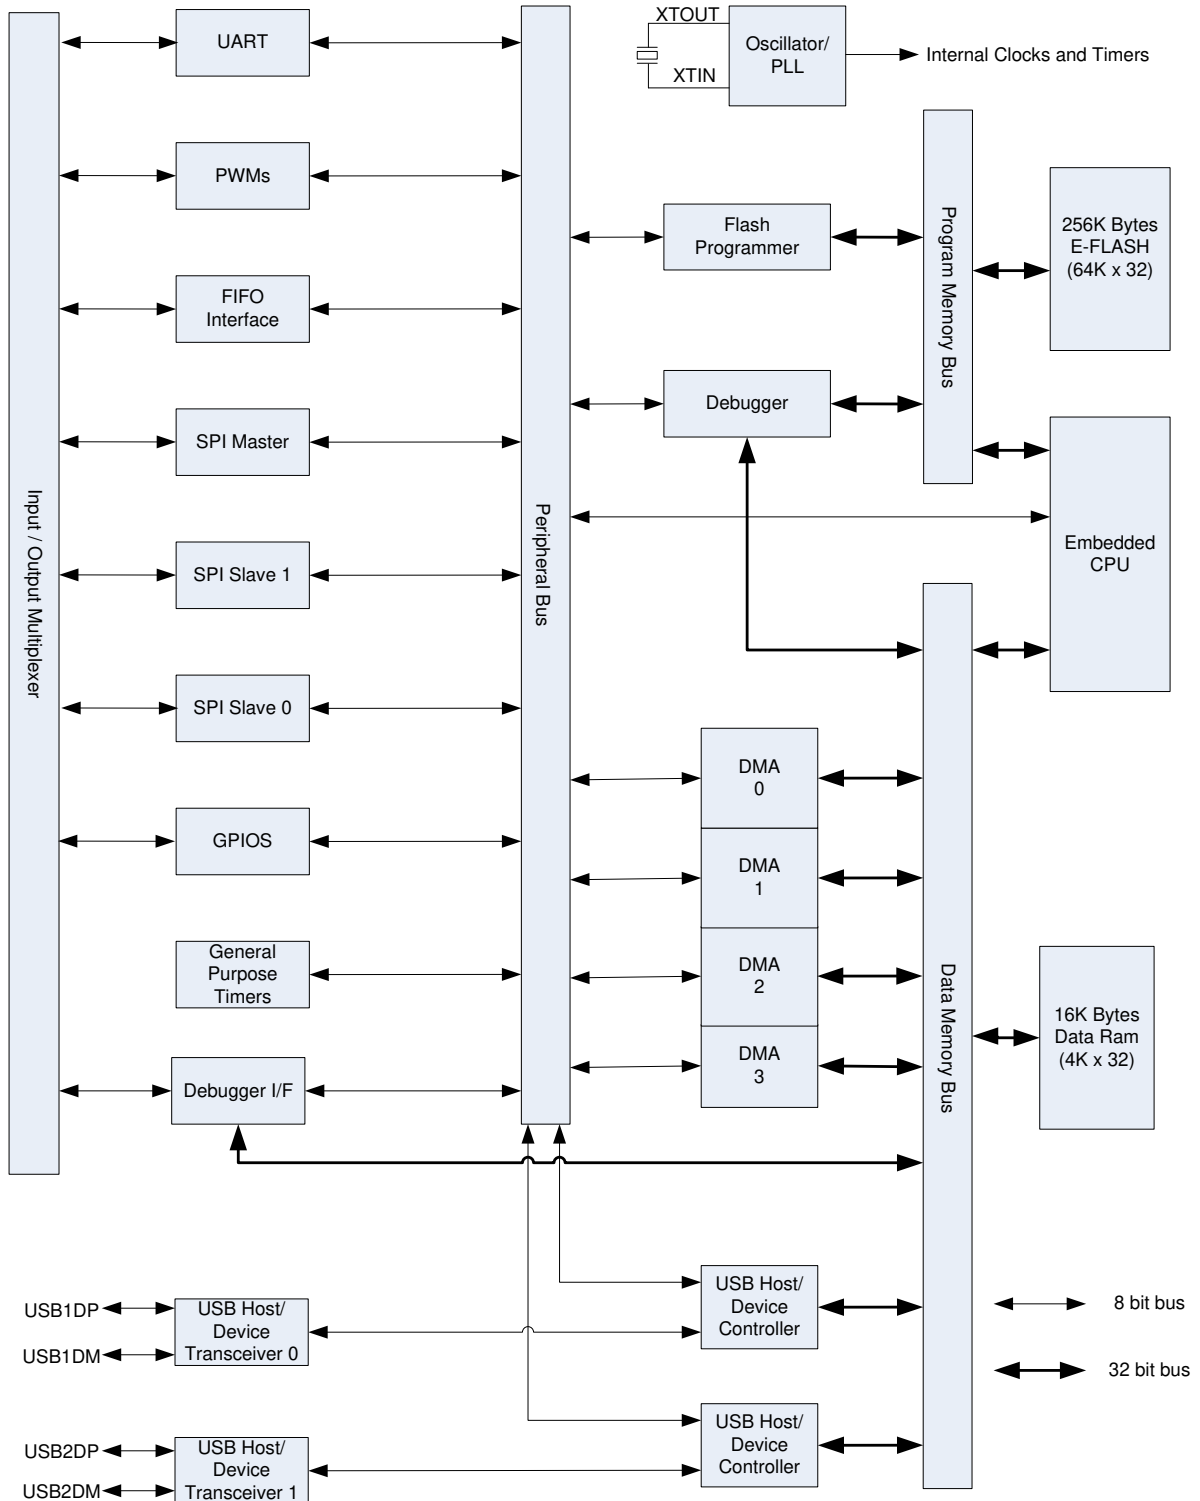 XTOUT
XTIN
Oscillator/
PLL
Internal Clocks and Timers
UART
PWMs
FIFO
Interface
SPI Master
SPI Slave 1
SPI Slave 0
GPIOS
General
Purpose
Timers
Debugger I/F
Input / Output Multiplexer
Peripheral Bus
Flash
Programmer
Debugger
Program Memory Bus
256K Bytes
E-FLASH
(64K x 32)
Embedded
CPU
DMA
0
DMA
1
DMA
2
DMA
3
Data Memory Bus
16K Bytes
Data Ram
(4K x 32)
USB1DP
USB1DM
USB Host/
Device
Transceiver 0
USB Host/
Device
Controller
8 bit bus
32 bit bus
USB2DP
USB2DM
USB Host/
Device
Transceiver 1
USB Host/
Device
Controller